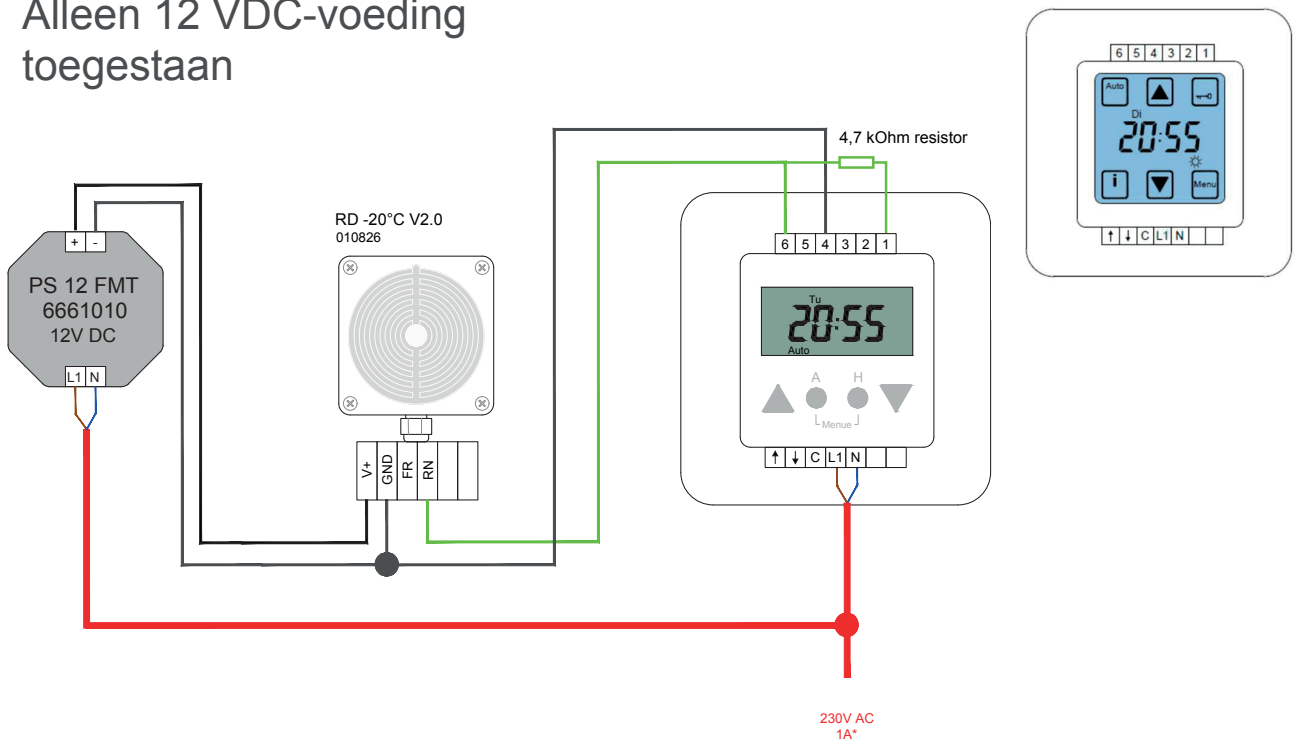 Alleen 12 VDC-voeding
toegestaan
6 5 4 3 2 1
Auto
Di
20:55
i
Menu
↑ ↓ C L1 N
4,7 kOhm resistor
RD -20°C V2.0
010826
+ -
PS 12 FMT
6661010
12V DC
L1 N
6 5 4 3 2 1
Tu
20:55
Auto
A H
Menue
↑ ↓ C L1 N
V+ GND FR RN
230V AC
1A*